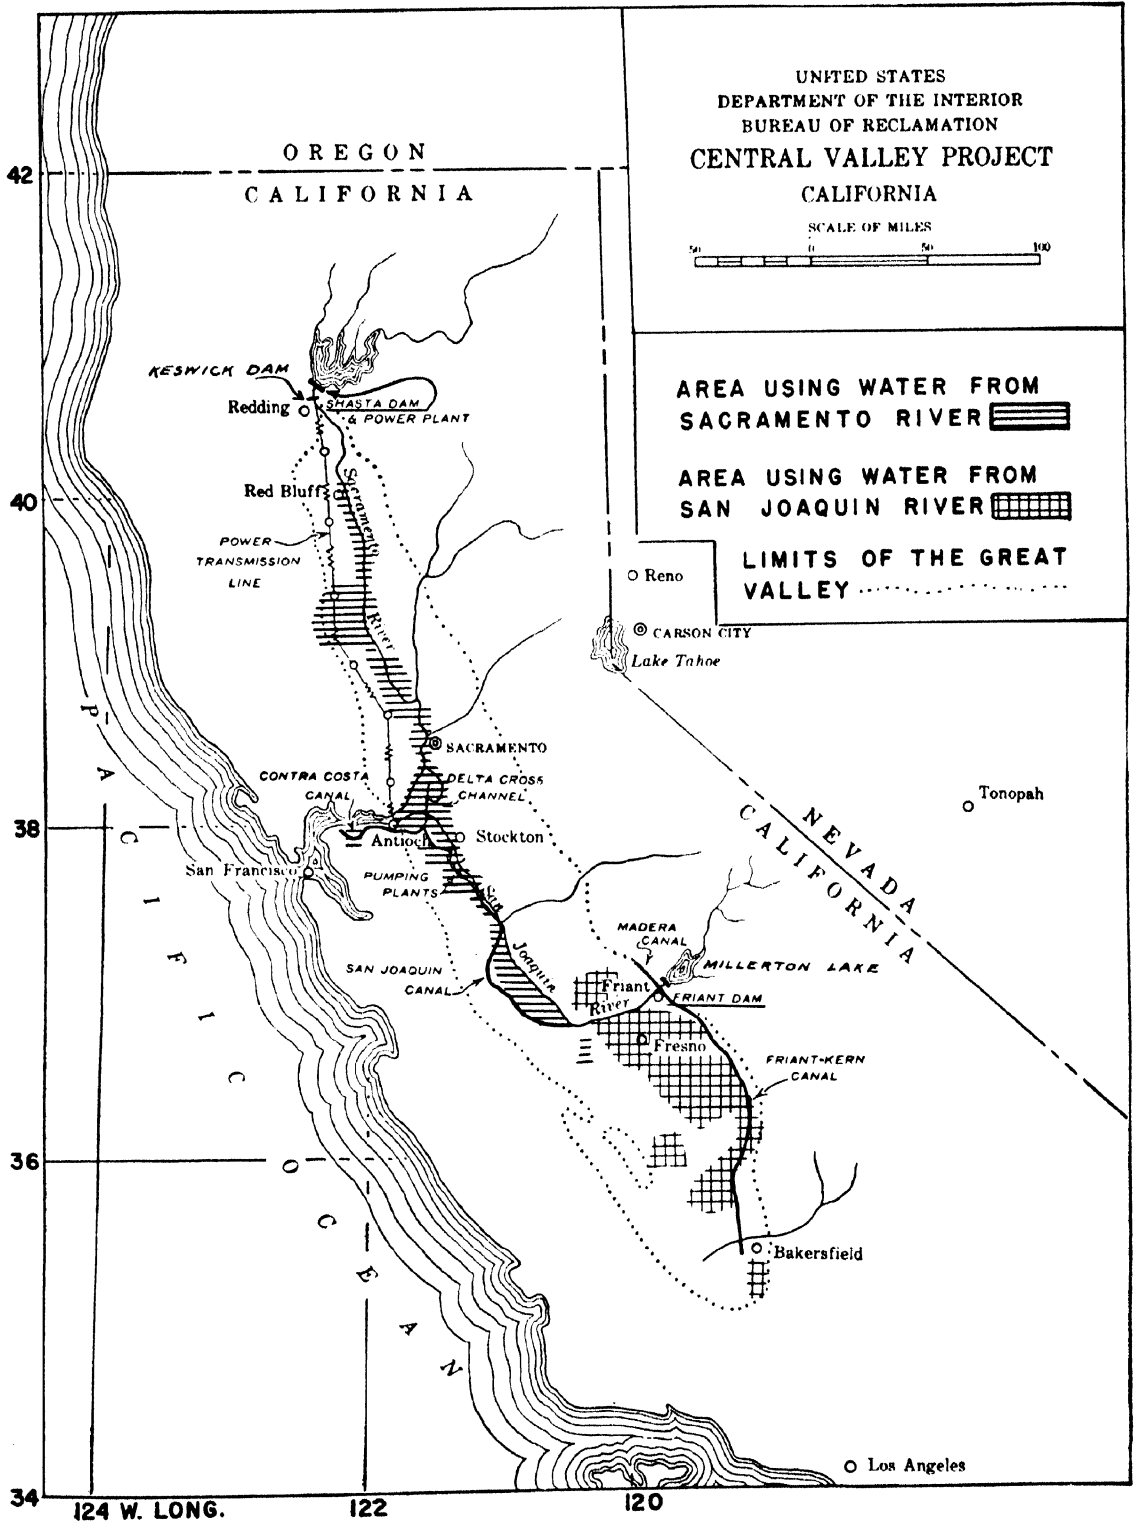 UNITED STATES
DEPARTMENT OF THE INTERIOR
BUREAU OF RECLAMATION
CENTRAL VALLEY PROJECT
CALIFORNIA
SCALE OF MILES
50 0 50 100
AREA USING WATER FROM
SACRAMENTO RIVER
AREA USING WATER FROM
SAN JOAQUIN RIVER
LIMITS OF THE GREAT
VALLEY
OREGON
CALIFORNIA
42
KESWICK DAM
Redding
SHASTA DAM
& POWER PLANT
40
Red Bluff
Sacramento
River
POWER
TRANSMISSION
LINE
Reno
CARSON CITY
Lake Tahoe
SACRAMENTO
CONTRA COSTA
CANAL
DELTA CROSS
CHANNEL
38
Antioch
Stockton
San Francisco
PUMPING
PLANTS
Tonopah
NEVADA
CALIFORNIA
San
Joaquin
River
SAN JOAQUIN
CANAL
MADERA
CANAL
MILLERTON LAKE
Friant
FRIANT DAM
Fresno
FRIANT-KERN
CANAL
36
Bakersfield
PACIFIC
OCEAN
Los Angeles
34
124 W. LONG.
122
120